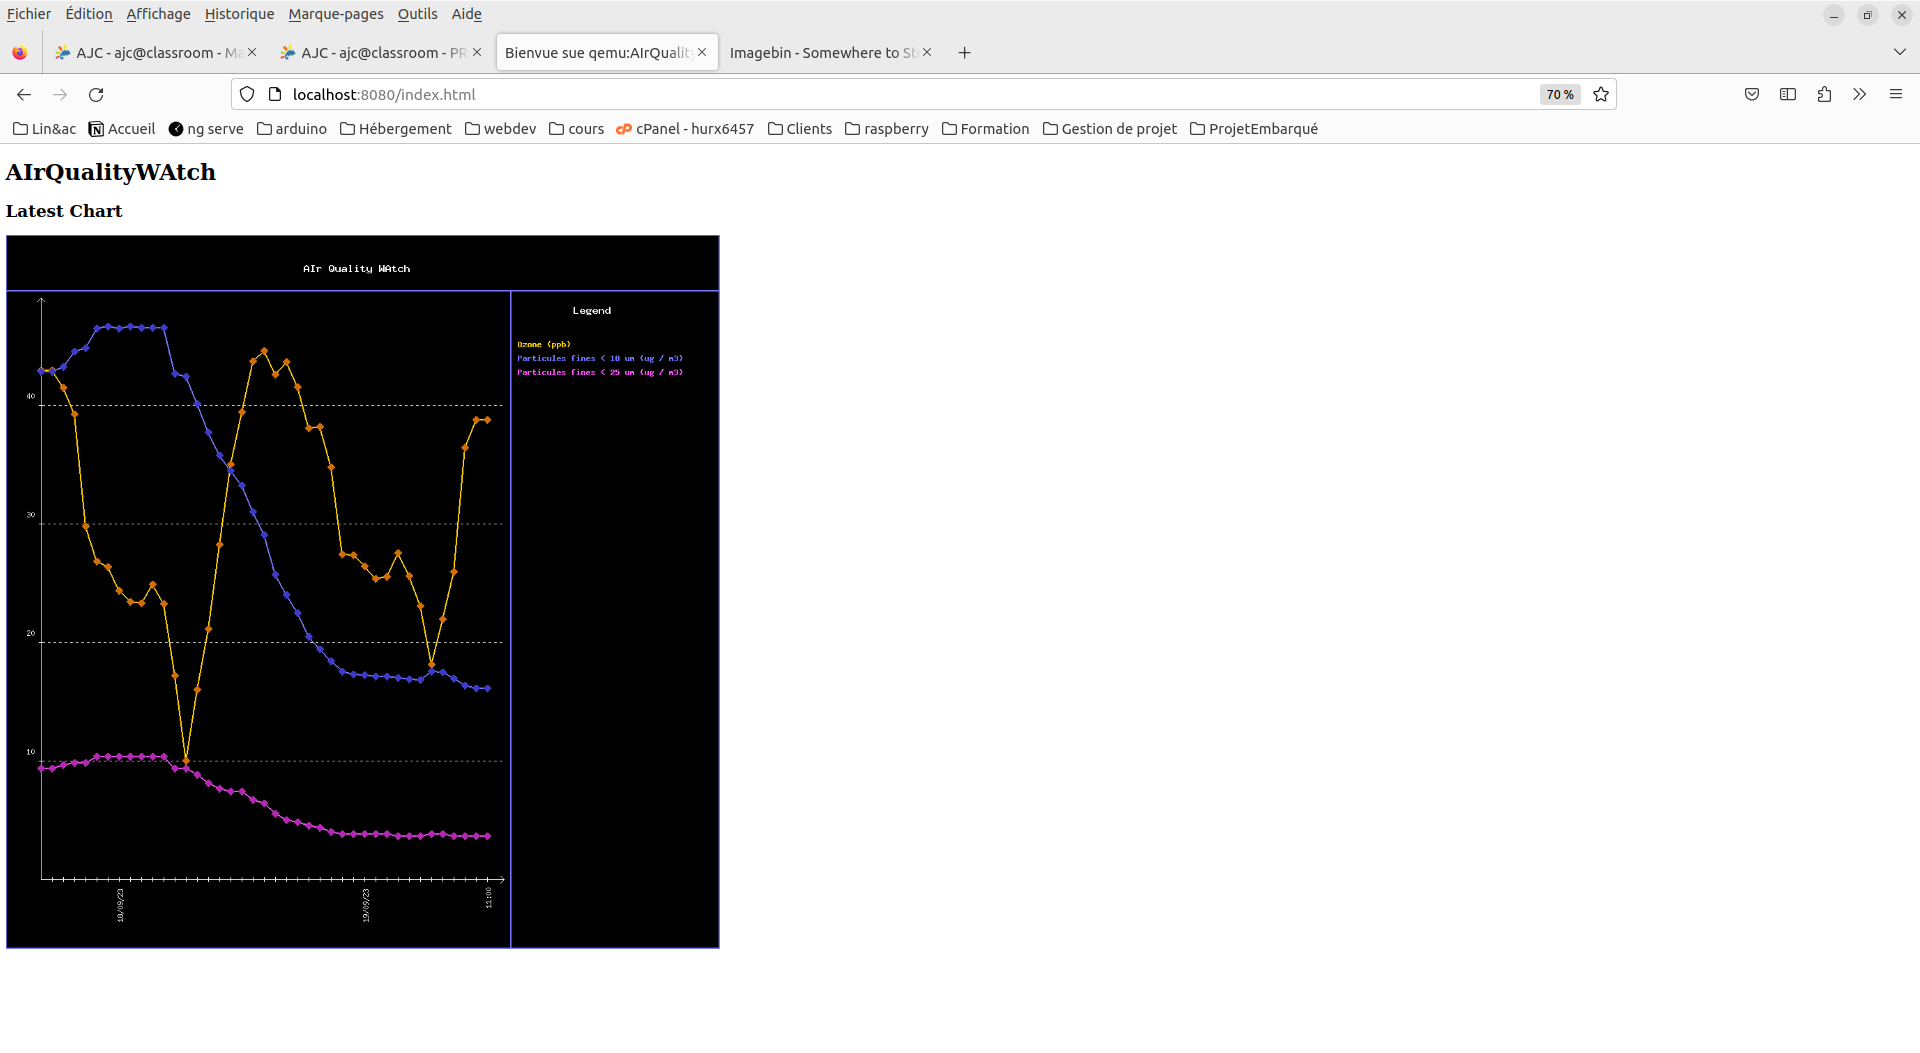 Fichier Édition Affichage Historique Marque-pages Outils Aide
AJC - ajc@classroom - Ma
AJC - ajc@classroom - PR
Bienvue sue qemu:AIrQuality
Imagebin - Somewhere to St
localhost:8080/index.html 70 %
Lin&ac Accueil ng serve arduino Hébergement webdev cours cPanel - hurx6457 Clients raspberry Formation Gestion de projet ProjetEmbarqué
AIrQualityWAtch
Latest Chart
AIr Quality WAtch
Legend
Ozone (ppb)
Particules fines < 10 um (ug / m3)
Particules fines < 25 um (ug / m3)
40
30
20
10
18/09/23 19/09/23 11:00